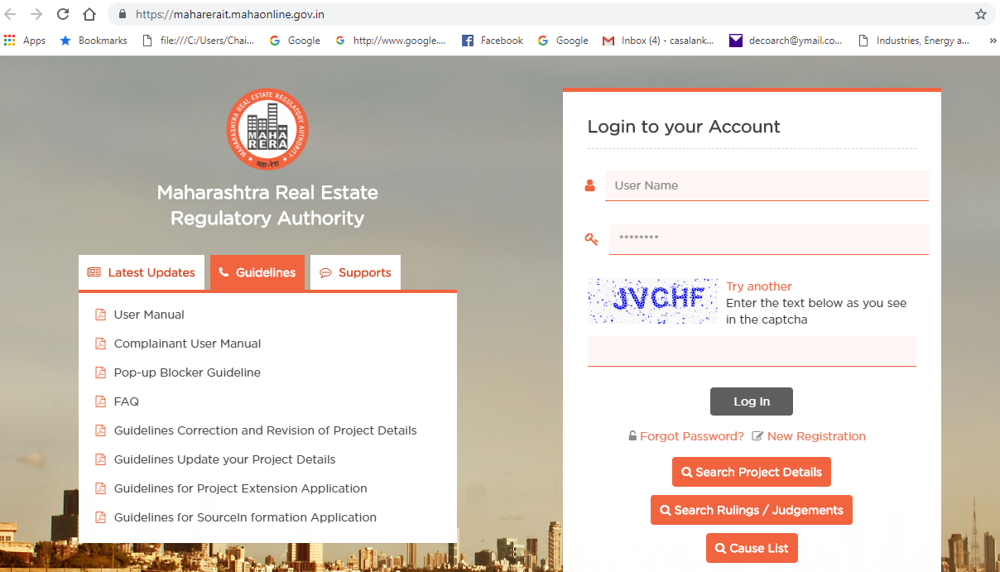 https://maharerait.mahaonline.gov.in
Apps
Bookmarks
file:///C:/Users/Chai...
Google
http://www.google....
Facebook
Google
Inbox (4) - casalank...
decoarch@ymail.co...
Industries, Energy a...
»
MAHARASHTRA REAL ESTATE REGULATORY AUTHORITY
MAHA
RERA
महा-रेरा
Maharashtra Real Estate
Regulatory Authority
Latest Updates
Guidelines
Supports
User Manual
Complainant User Manual
Pop-up Blocker Guideline
FAQ
Guidelines Correction and Revision of Project Details
Guidelines Update your Project Details
Guidelines for Project Extension Application
Guidelines for SourceIn formation Application
Login to your Account
User Name
********
JVCHF
Try another
Enter the text below as you see
in the captcha
Log In
Forgot Password?
New Registration
Search Project Details
Search Rulings / Judgements
Cause List